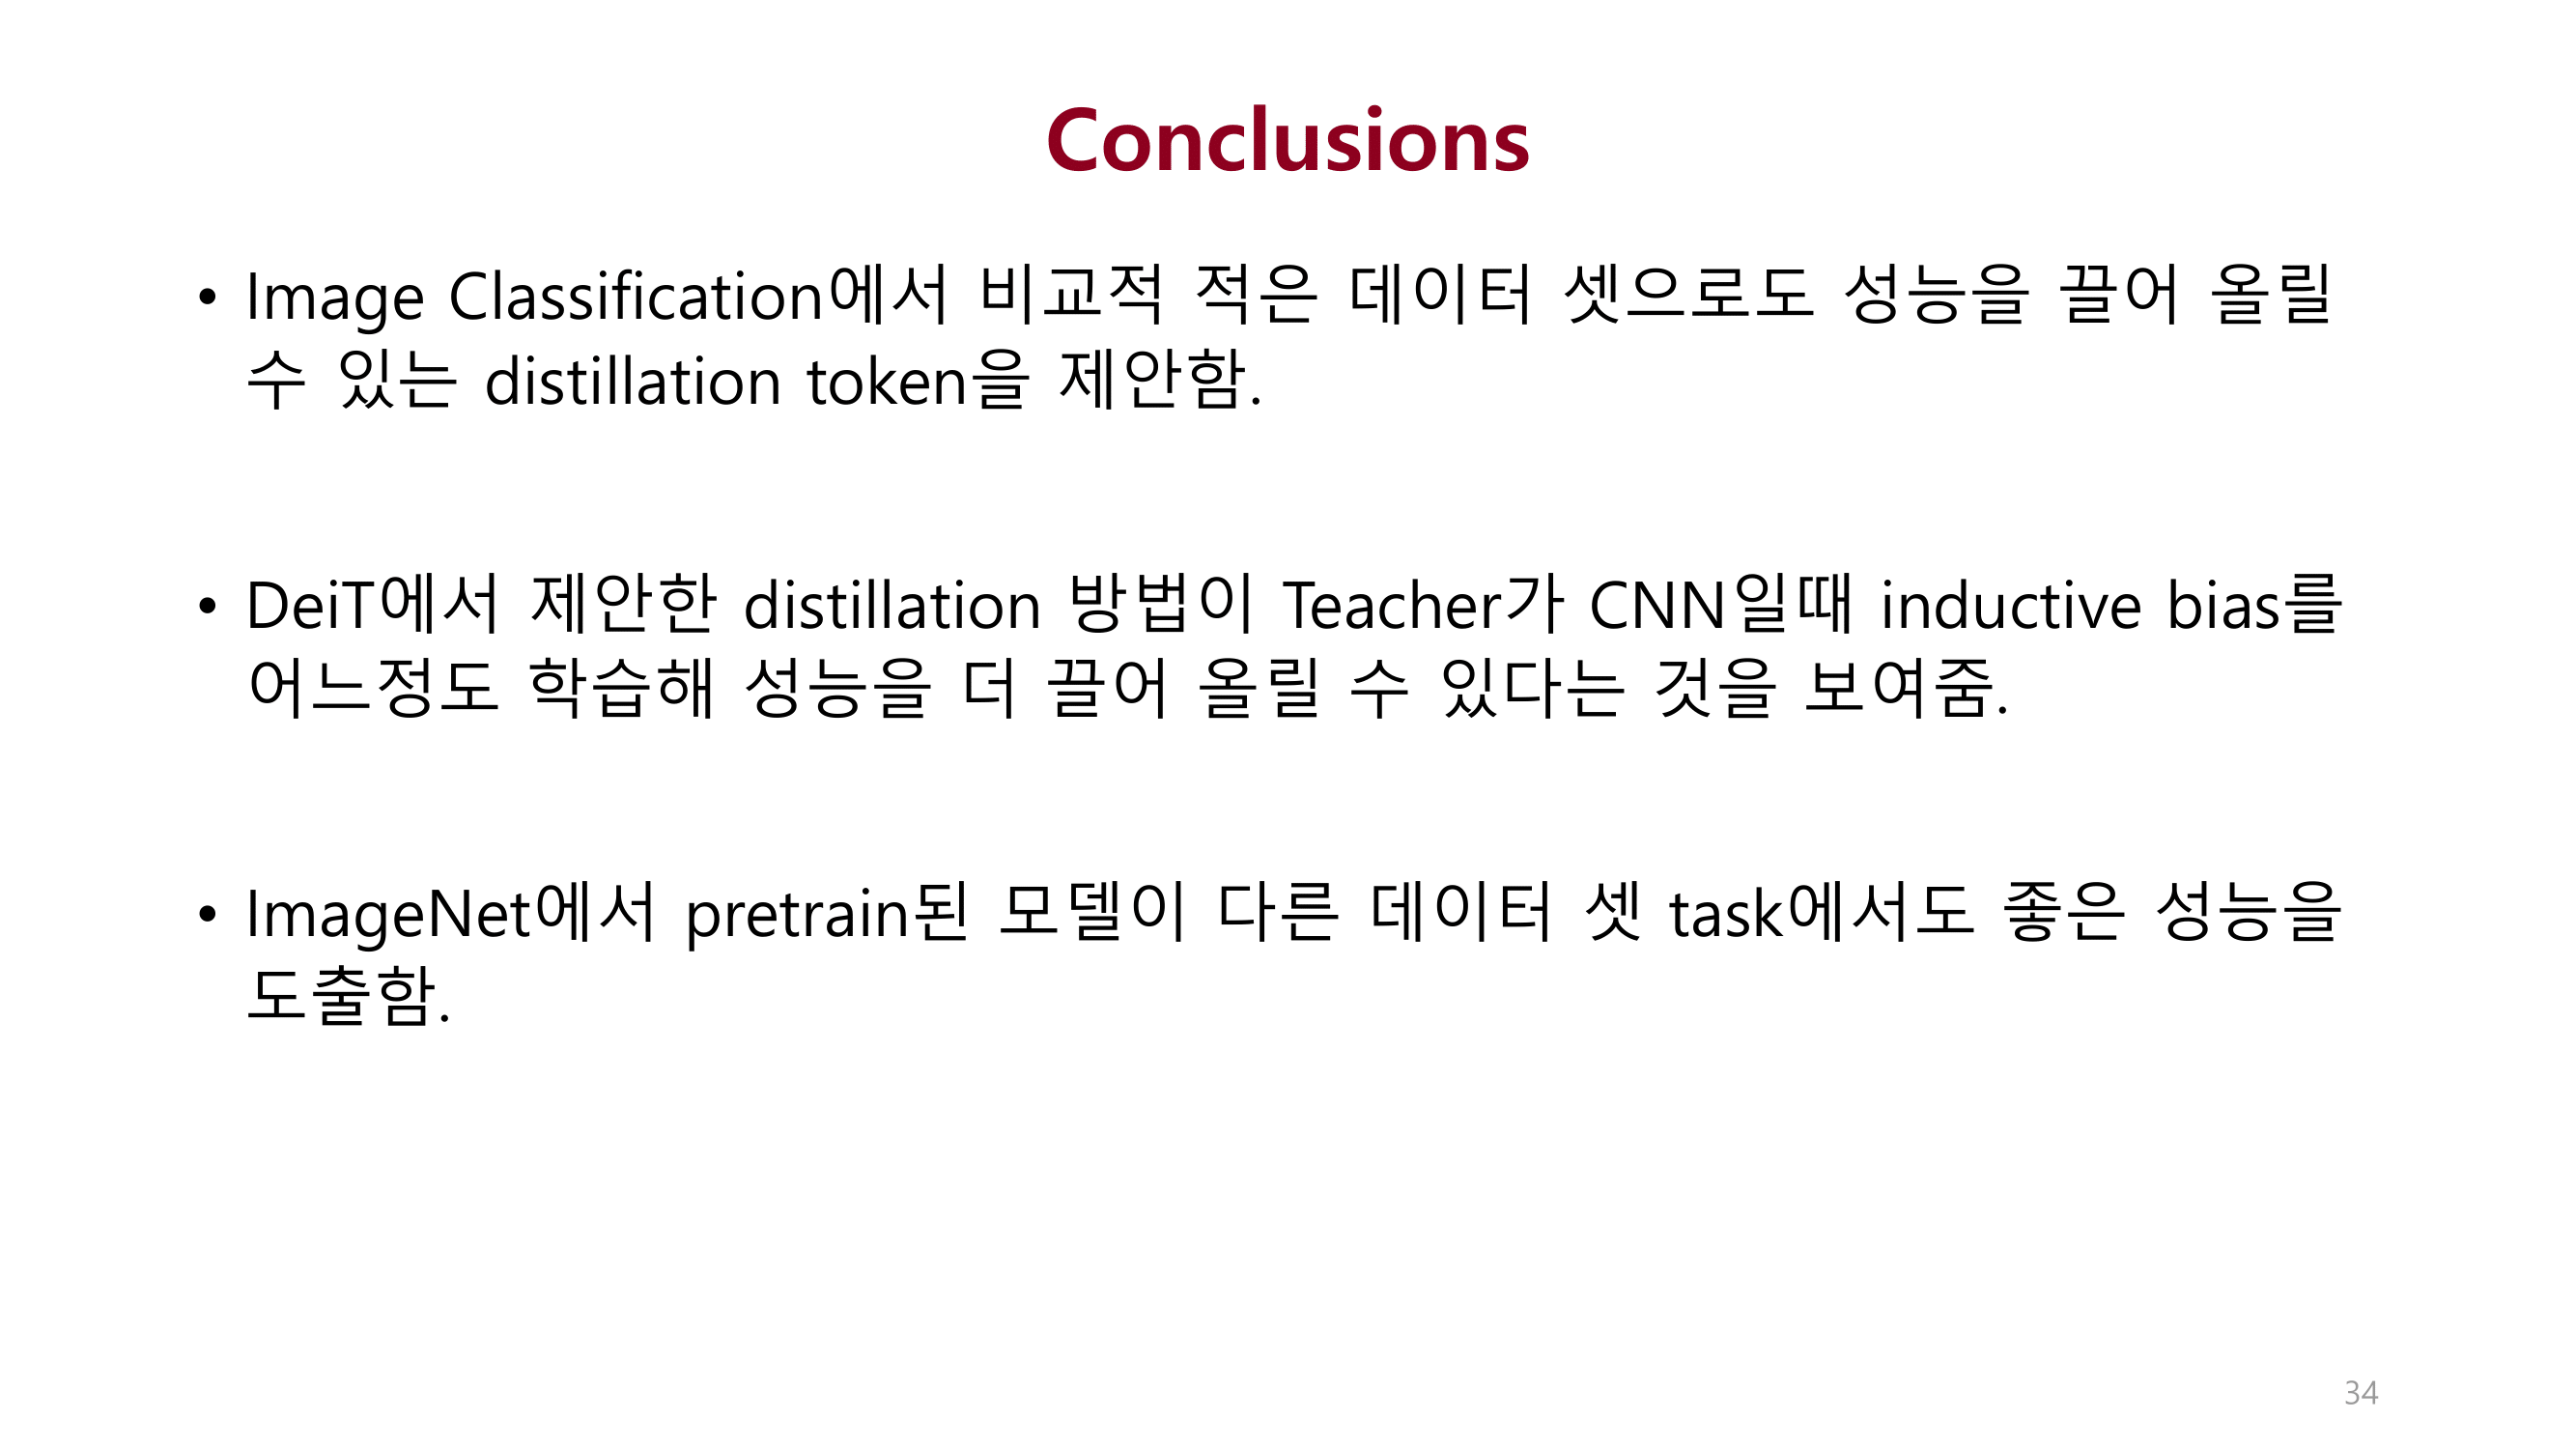 Conclusions
• Image Classification에서 비교적 적은 데이터 셋으로도 성능을 끌어 올릴
수 있는 distillation token을 제안함.
• DeiT에서 제안한 distillation 방법이 Teacher가 CNN일때 inductive bias를
어느정도 학습해 성능을 더 끌어 올릴 수 있다는 것을 보여줌.
• ImageNet에서 pretrain된 모델이 다른 데이터 셋 task에서도 좋은 성능을
도출함.
34